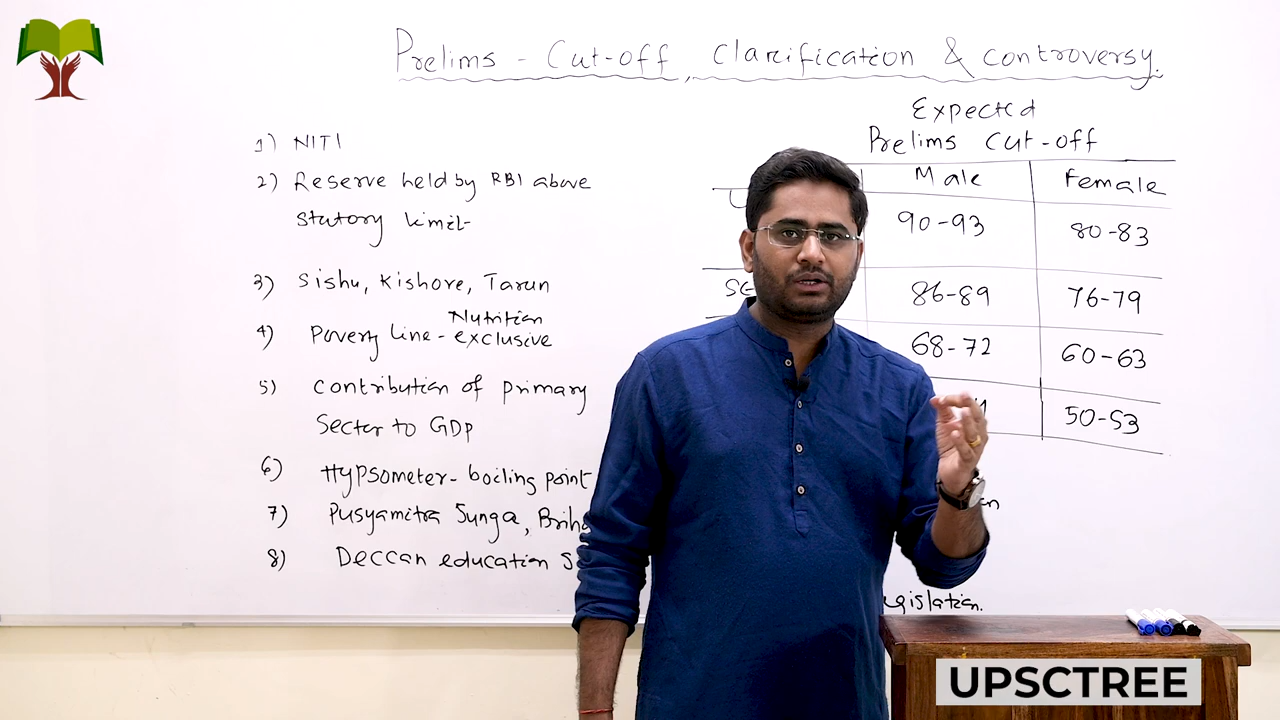 Prelims - Cut-off, Clarification & controversy.
Expected
Prelims Cut-off
Male Female
90-93 80-83
86-89 76-79
68-72 60-63
50-53
1) NITI
2) Reserve held by RBI above
Statory limit
3) Sishu, Kishore, Tarun
Nutrition
4) Povery line - exclusive
5) contribution of primary
Sector to GDP
6) Hypsometer - boiling point
7) Pusyamitra Sunga,
8) Deccan education
UPSCTREE